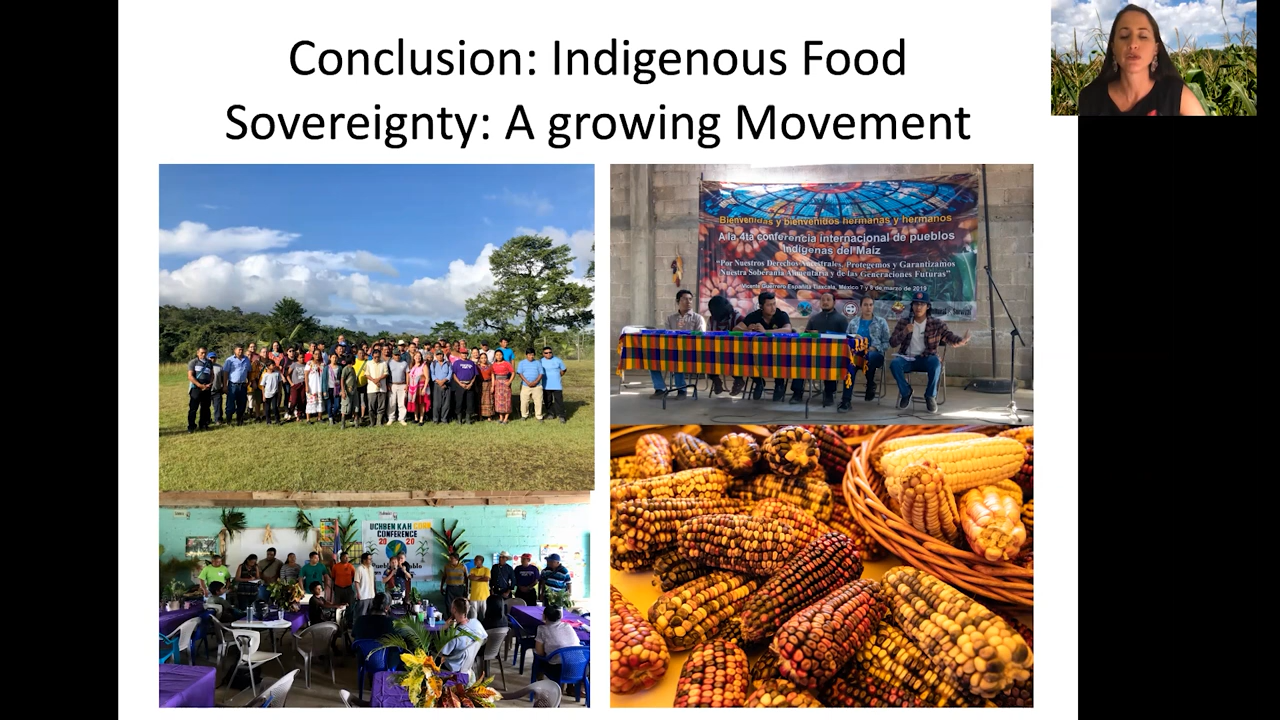 Conclusion: Indigenous Food
Sovereignty: A growing Movement
Bienvenidas y bienvenidos hermanas y hermanos
A la 4ta conferencia internacional de pueblos
Indígenas del Maíz
"Por Nuestros Derechos Ancestrales, Protegemos y Garantizamos
Nuestra Soberanía Alimentaria y de las Generaciones Futuras"
Vicente Guerrero Españita Tlaxcala, México 7 y 8 de marzo de 2019
UCHBEN KAH CORN
CONFERENCE
2020